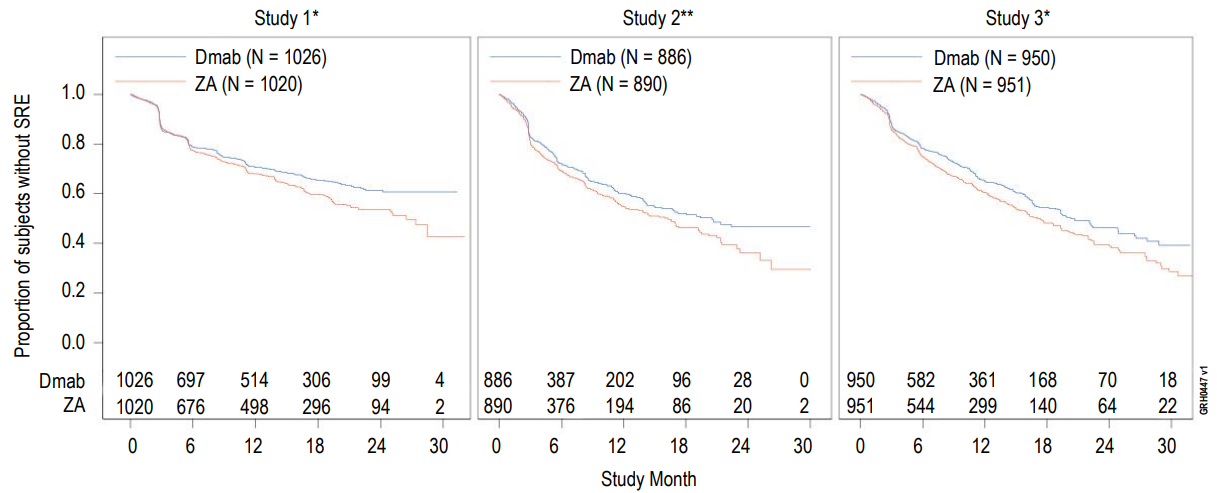 Study 1* Study 2** Study 3*
Dmab (N = 1026) Dmab (N = 886) Dmab (N = 950)
ZA (N = 1020) ZA (N = 890) ZA (N = 951)
Proportion of subjects without SRE
1.0
0.8
0.6
0.4
0.2
0.0
Dmab 1026 697 514 306 99 4 886 387 202 96 28 0 950 582 361 168 70 18
ZA 1020 676 498 296 94 2 890 376 194 86 20 2 951 544 299 140 64 22
0 6 12 18 24 30 0 6 12 18 24 30 0 6 12 18 24 30
Study Month
GRH0447 v1